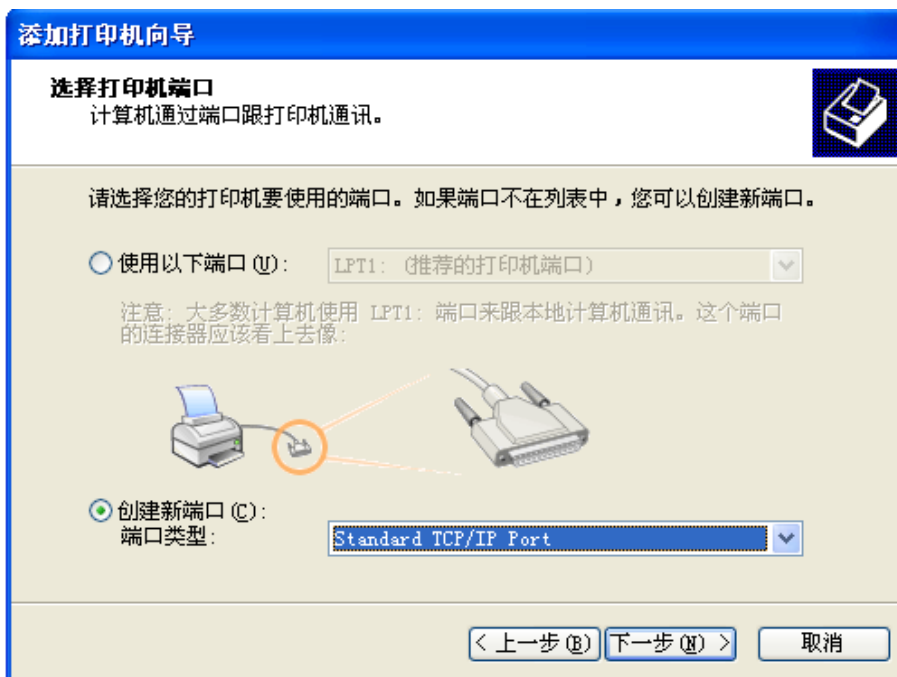 添加打印机向导
选择打印机端口
计算机通过端口跟打印机通讯。
请选择您的打印机要使用的端口。如果端口不在列表中，您可以创建新端口。
使用以下端口(U): LPT1: (推荐的打印机端口)
注意: 大多数计算机使用 LPT1: 端口来跟本地计算机通讯。这个端口
的连接器应该看上去像:
创建新端口(C):
端口类型: Standard TCP/IP Port
< 上一步(B) 下一步(N) > 取消